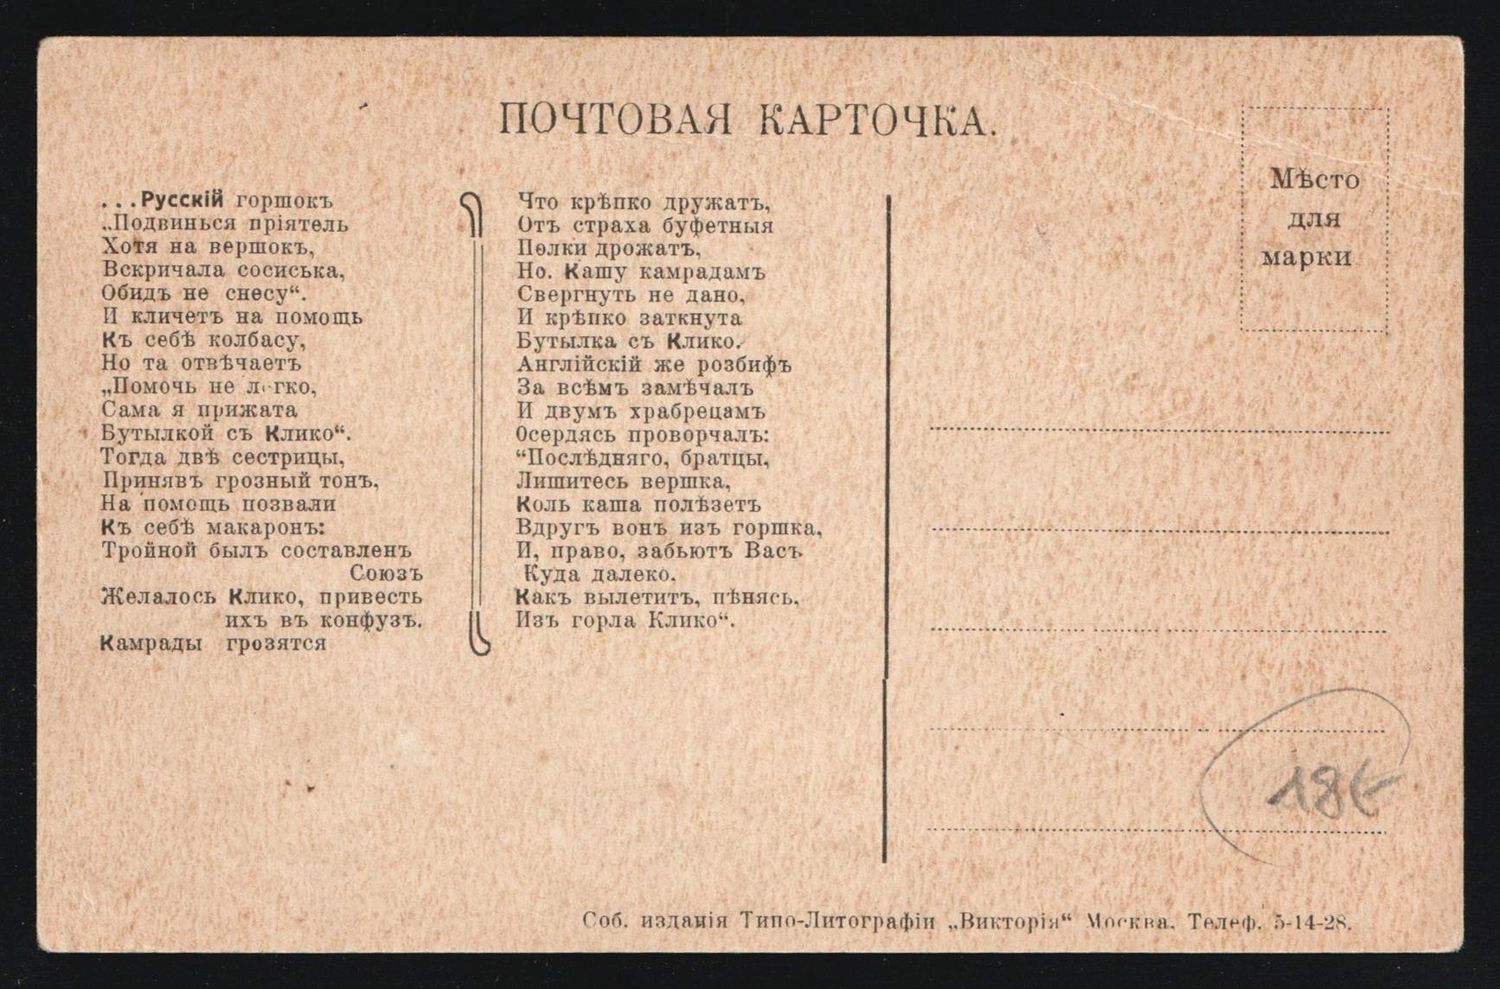 ПОЧТОВАЯ КАРТОЧКА.
...Русскій горшокъ
„Подвинься пріятель
Хотя на вершокъ,
Вскричала сосиська,
Обидъ не снесу“.
И кличетъ на помощь
Къ себѣ колбасу,
Но та отвѣчаетъ
„Помочь не легко,
Сама я прижата
Бутылкой съ Клико“.
Тогда двѣ сестрицы,
Принявъ грозный тонъ,
На помощь позвали
Къ себѣ макаронъ:
Тройной былъ составленъ
Союзъ
Желалось Клико, привесть
ихъ въ конфузъ.
Камрады грозятся
Что крѣпко дружатъ,
Отъ страха буфетныя
Полки дрожатъ,
Но. Кашу камрадамъ
Свергнуть не дано,
И крѣпко заткнута
Бутылка съ Клико.
Англійскій же розбифъ
За всѣмъ замѣчалъ
И двумъ храбрецамъ
Осердясь проворчалъ:
“Послѣдняго, братцы,
Лишитесь вершка,
Коль каша полѣзетъ
Вдругъ вонъ изъ горшка,
И, право, забьютъ Васъ
Куда далеко.
Какъ вылетитъ, пѣнясь,
Изъ горла Клико“.
Мѣсто
для
марки
18€
Соб. изданія Типо-Литографіи „Викторія“ Москва. Телеф. 5-14-28.